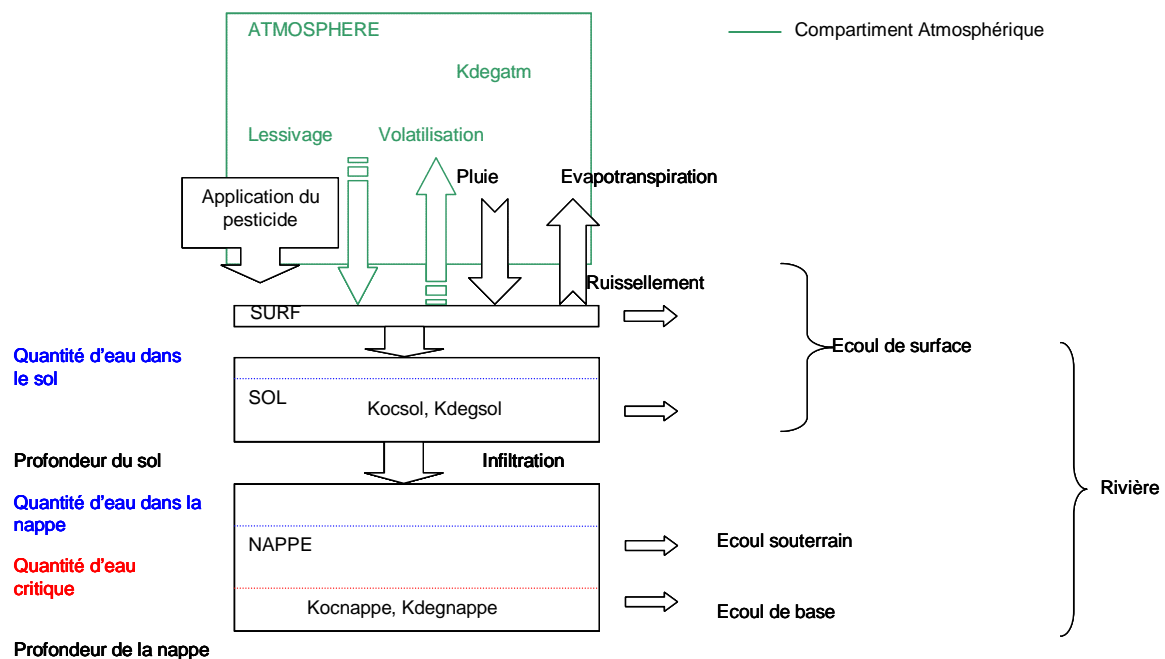 ATMOSPHERE
Compartiment Atmosphérique
Kdegatm
Lessivage
Volatilisation
Pluie
Evapotranspiration
Application du
pesticide
Ruissellement
SURF
Ecoul de surface
Quantité d'eau dans
le sol
SOL
Kocsol, Kdegsol
Profondeur du sol
Infiltration
Rivière
Quantité d'eau dans la
nappe
NAPPE
Ecoul souterrain
Quantité d'eau
critique
Kocnappe, Kdegnappe
Ecoul de base
Profondeur de la nappe